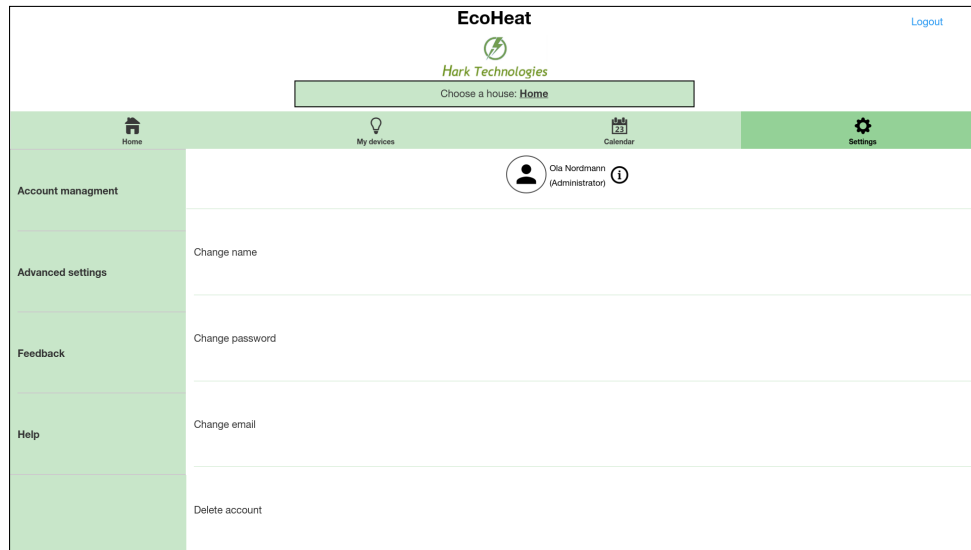 EcoHeat
Logout
Hark Technologies
Choose a house: Home
Home
My devices
23
Calendar
Settings
Account managment
Advanced settings
Feedback
Help
Ola Nordmann
(Administrator)
i
Change name
Change password
Change email
Delete account